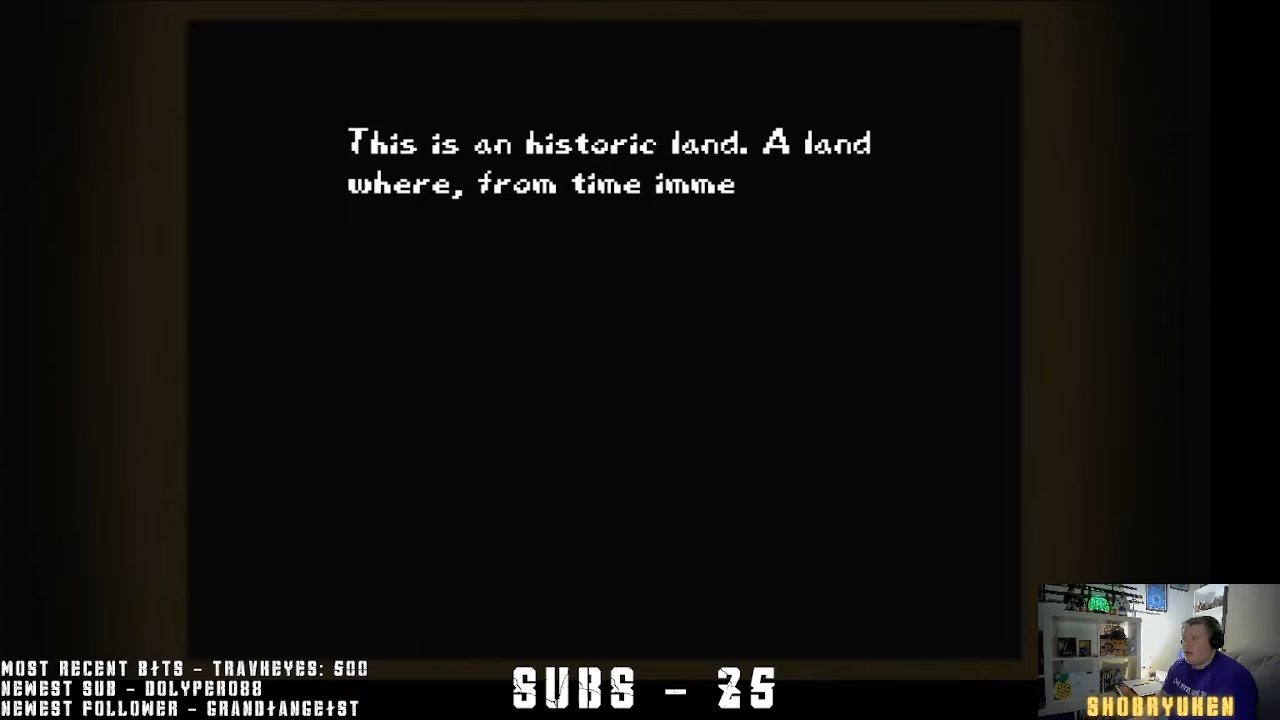 This is an historic land. A land
where, from time imme
MOST RECENT BITS - TRAVHEYES: 500
NEWEST SUB - DOLYPERO88
NEWEST FOLLOWER - GRANDIANGEIST
SUBS - 25
SHOBRYUKEN